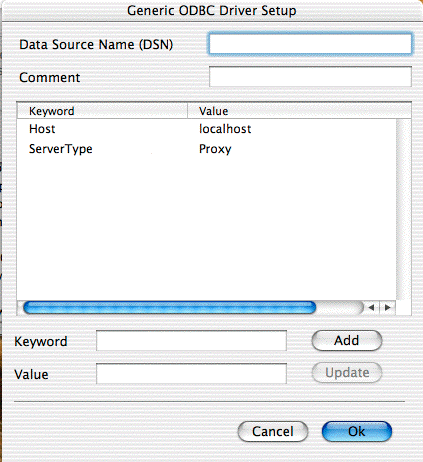 Generic ODBC Driver Setup
Data Source Name (DSN)
Comment
Keyword Value
Host localhost
ServerType Proxy
Keyword Add
Value Update
Cancel Ok